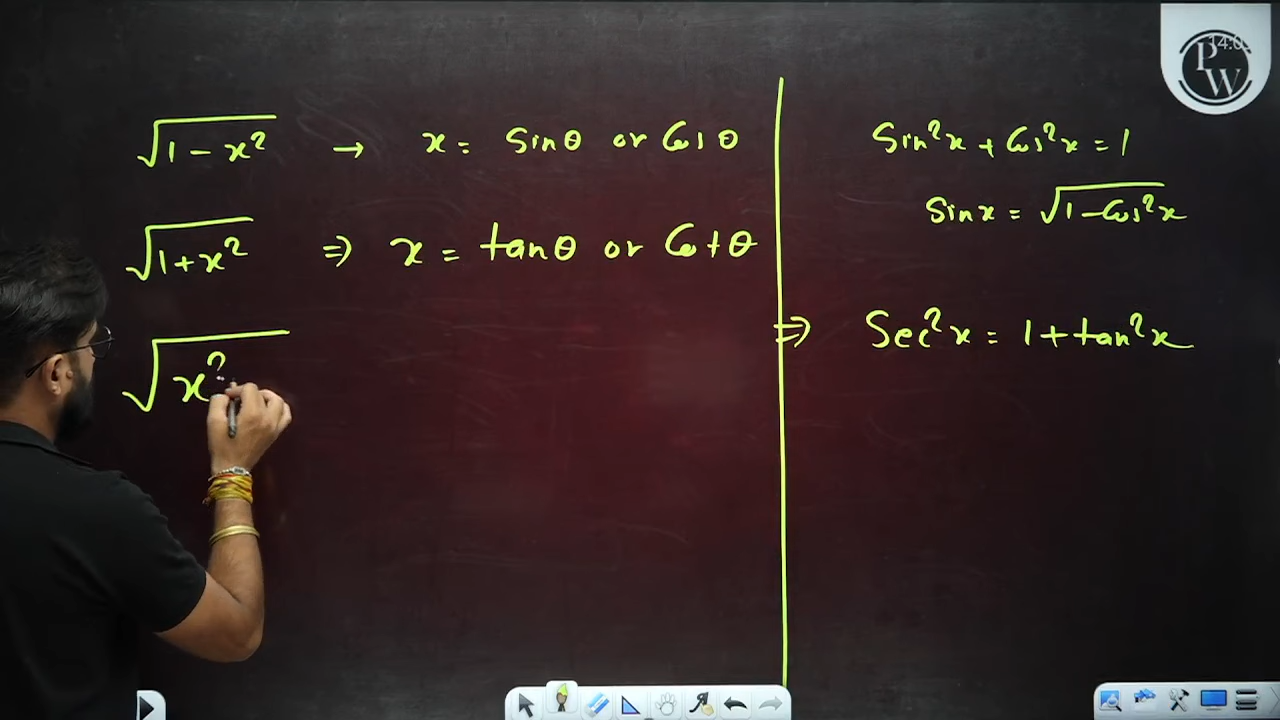 √(1 - x²) → x = Sinθ or Cosθ
√(1 + x²) ⇒ x = tanθ or Cotθ
√(x²
Sin²x + Cos²x = 1
Sinx = √(1 - Cos²x)
⇒ Sec²x = 1 + tan²x
PW